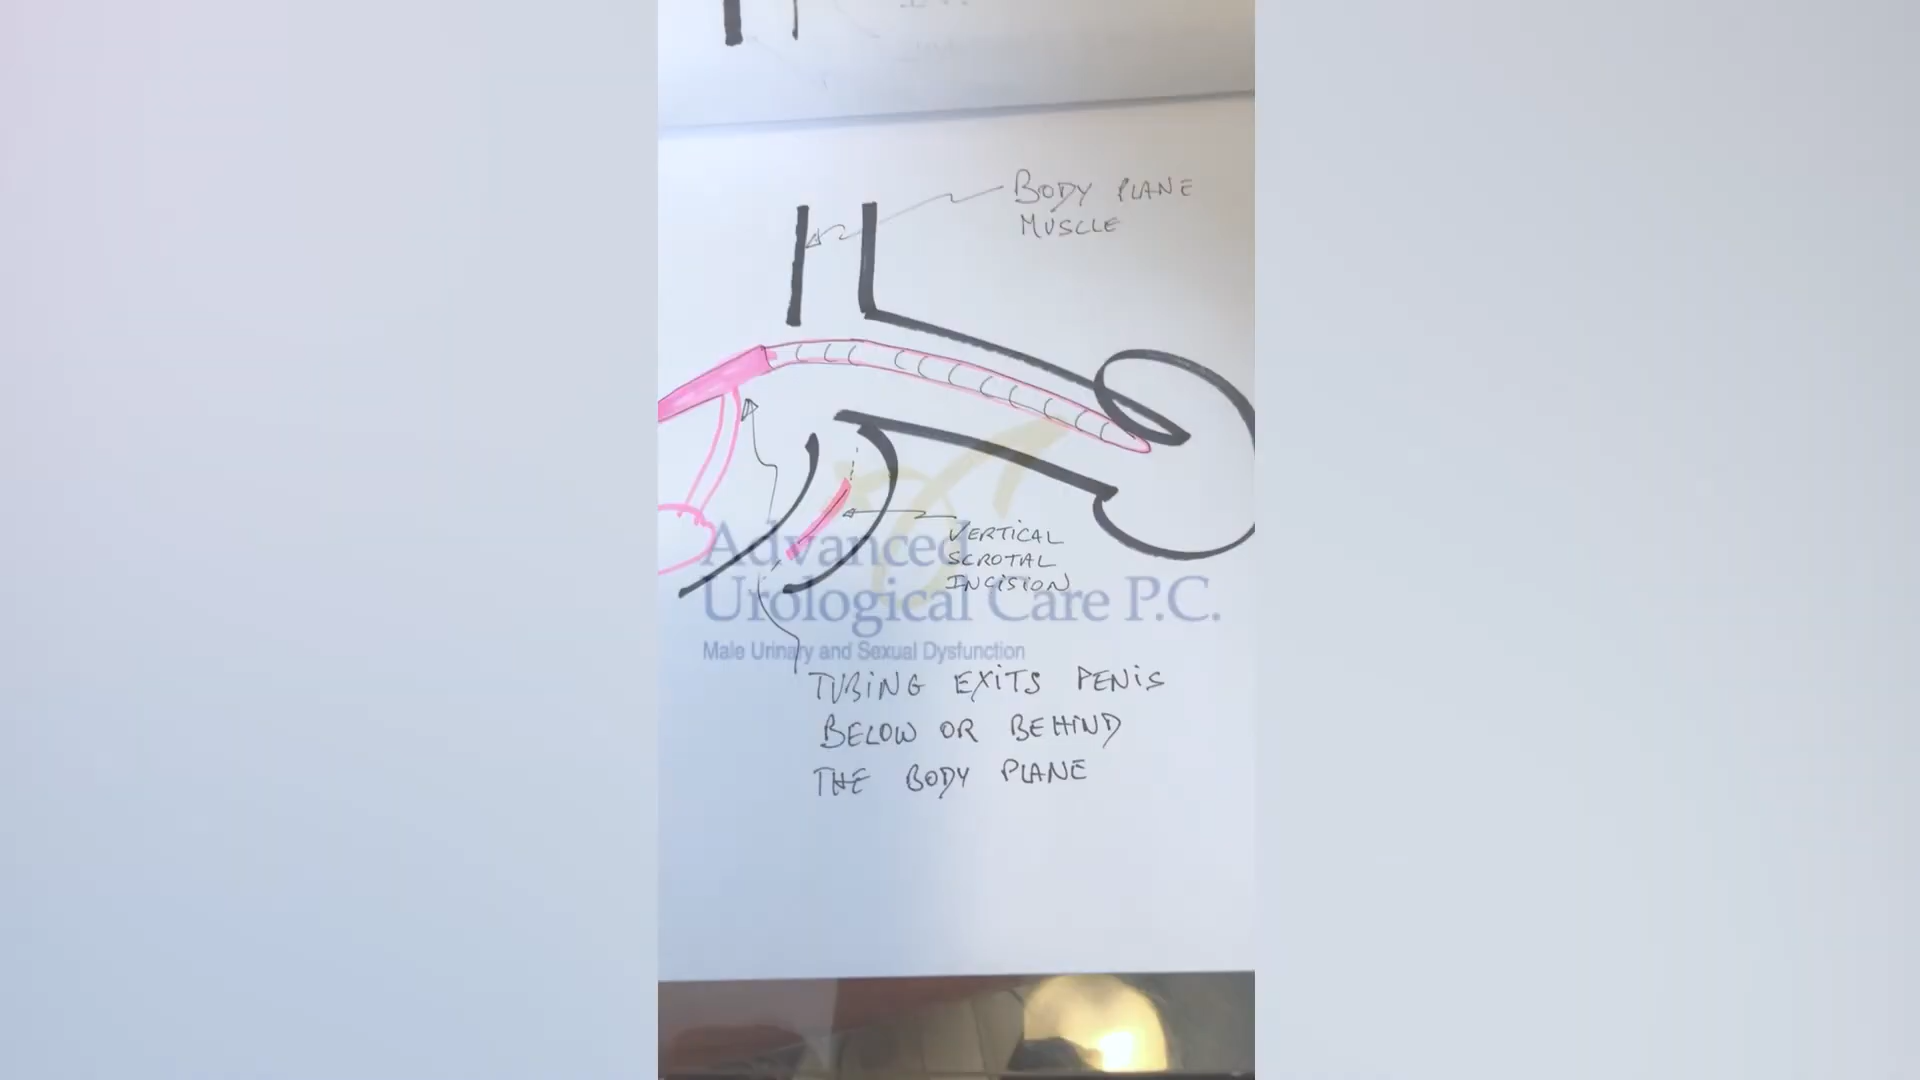 BODY PLANE
MUSCLE
VERTICAL
SCROTAL
INCISION
Advanced
Urological Care P.C.
Male Urinary and Sexual Dysfunction
TUBING EXITS PENIS
BELOW OR BEHIND
THE BODY PLANE